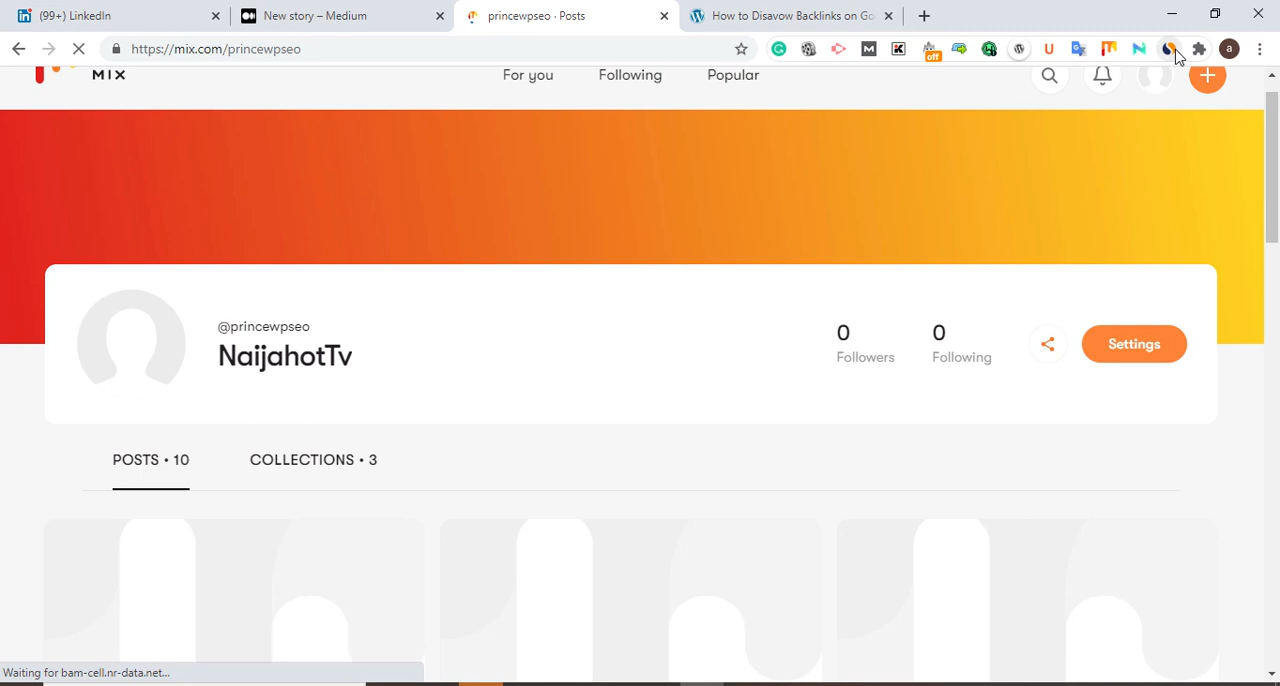 (99+) LinkedIn
New story – Medium
princewpseo · Posts
How to Disavow Backlinks on Go
https://mix.com/princewpseo
off
a
MIX
For you
Following
Popular
@princewpseo
NaijahotTv
0
Followers
0
Following
Settings
POSTS • 10
COLLECTIONS • 3
Waiting for bam-cell.nr-data.net...